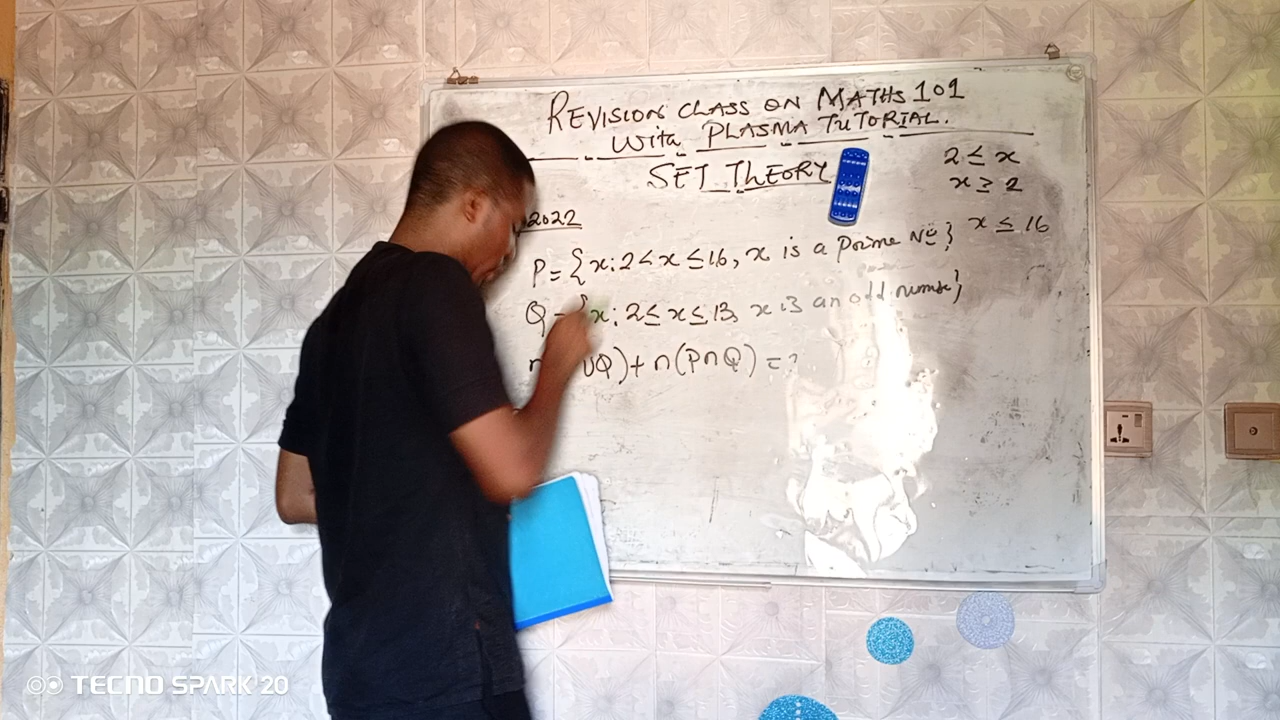 REVISION CLASS ON MATHS 101
With PLASMA TUTORIAL.
SET THEORY
2 ≤ x
x ≥ 2
x ≤ 16
2022
P = {x: 2 < x ≤ 16, x is a prime No}
Q = {x: 2 ≤ x ≤ 13, x is an odd number}
UQ) + n(P∩Q) = ?
TECNO SPARK 20